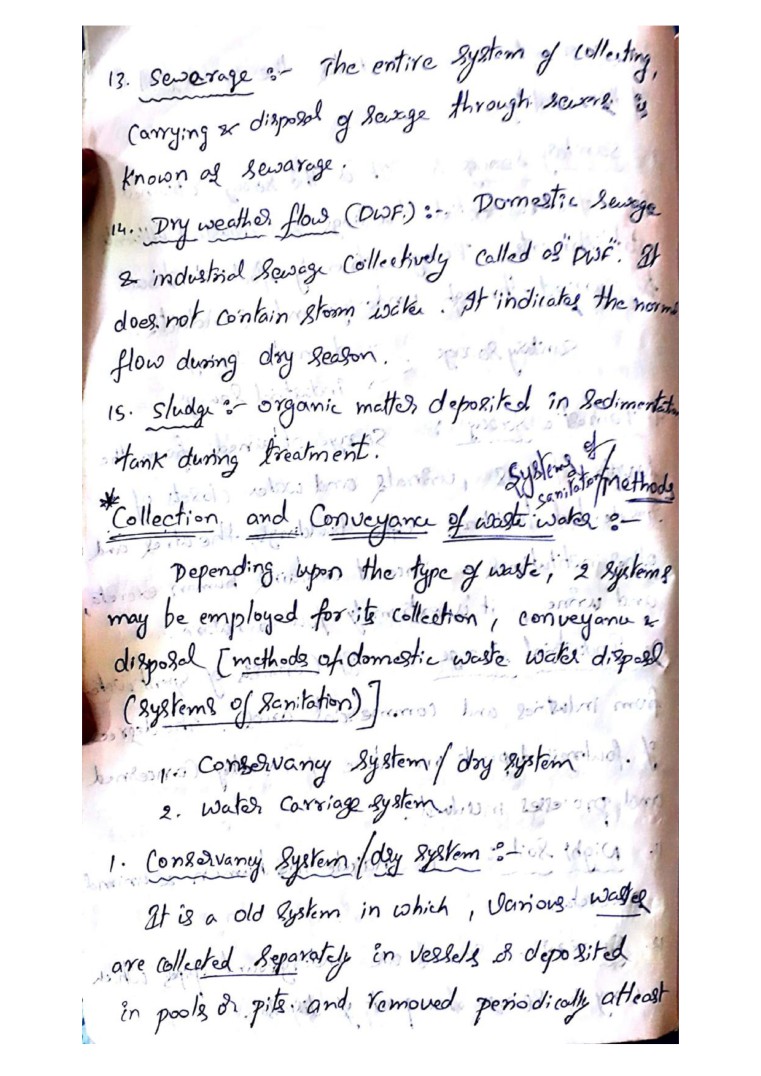 13. Sewarage :- The entire system of collecting,
Carrying & disposal of sewage through sewers is
known as sewarage.
14. Dry weather flow (DWF.) :- Domestic sewage
& industrial sewage collectively called as "DWF". It
does not contain storm water. It indicates the norm
flow during dry season.
15. Sludge :- organic matter deposited in sedimentation
tank during treatment.
Systems of
sanitation/methods
* Collection and Conveyance of waste water :-
Depending upon the type of waste, 2 systems
may be employed for its collection, conveyance &
disposal [methods of domestic waste water disposal
(systems of sanitation)].
1. Conservancy system / dry system
2. Water carriage system
1. Conservancy system / dry system :-
It is a old system in which, various wastes
are collected separately in vessels or deposited
in pools or pits and removed periodically atleast